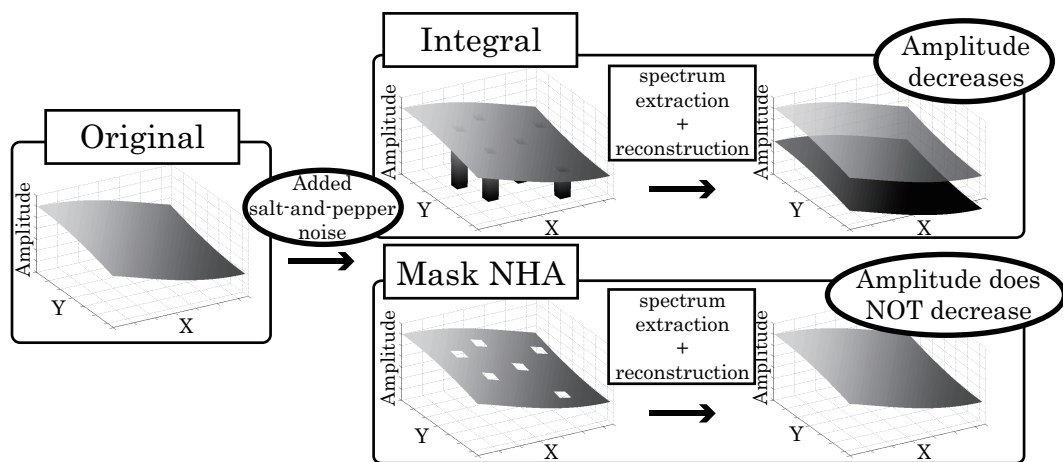 Original
Amplitude
Y
X
Added
salt-and-pepper
noise
Integral
Amplitude
Y
X
spectrum
extraction
+
reconstruction
Amplitude
decreases
Amplitude
Y
X
Mask NHA
Amplitude
Y
X
spectrum
extraction
+
reconstruction
Amplitude does
NOT decrease
Amplitude
Y
X